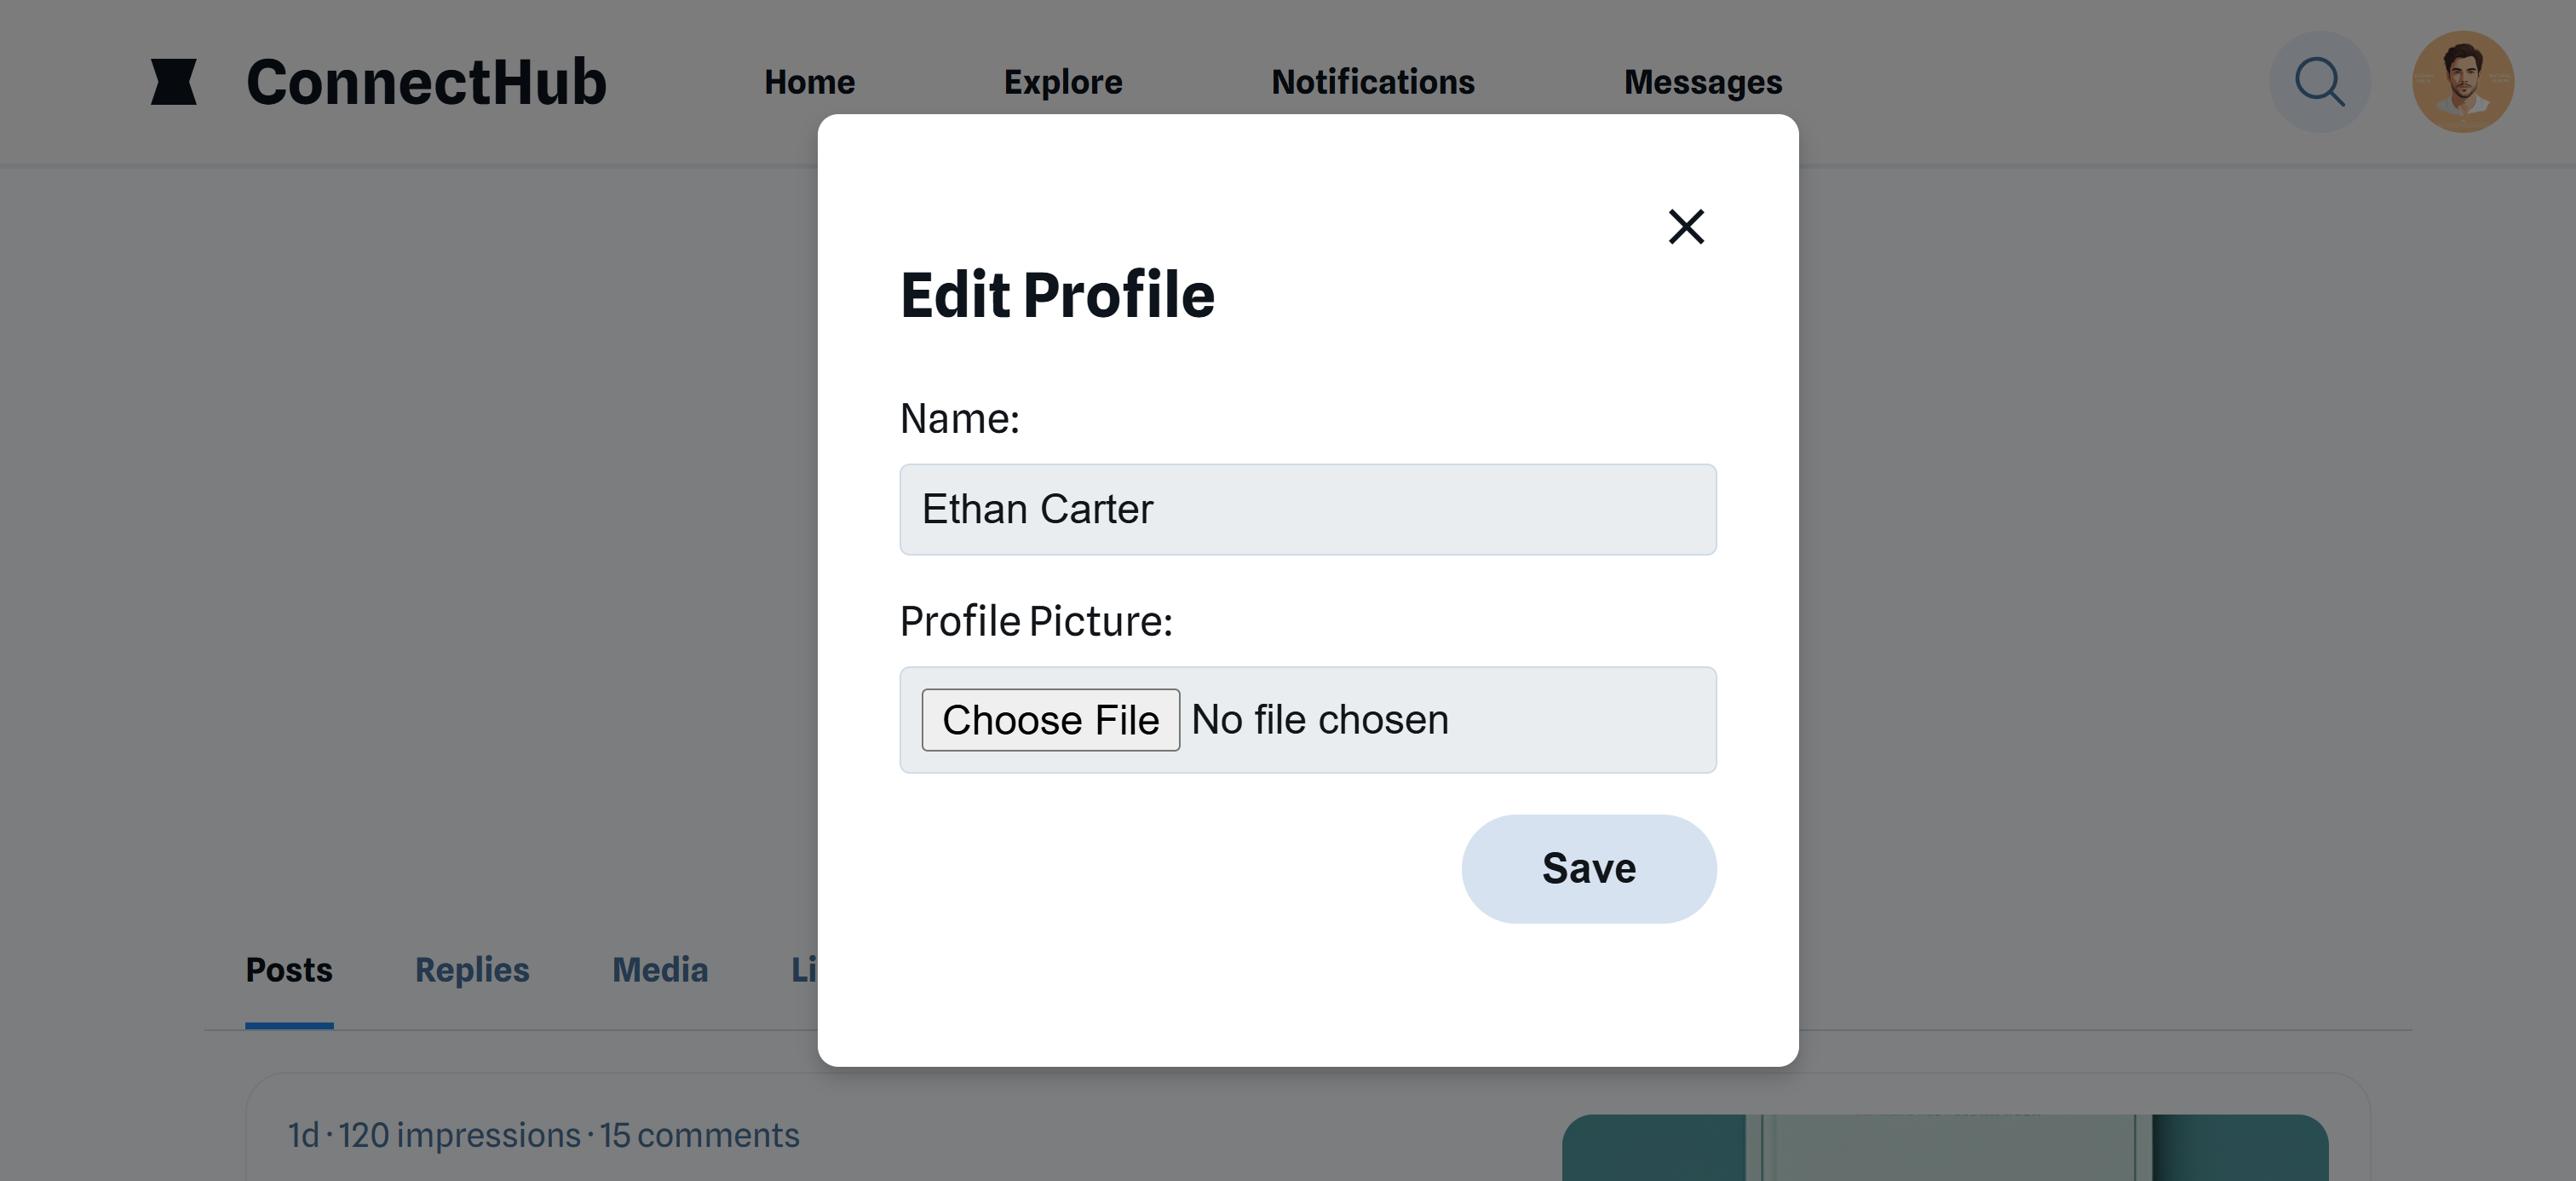 ConnectHub
Home
Explore
Notifications
Messages
Edit Profile
Name:
Ethan Carter
Profile Picture:
Choose File No file chosen
Save
Posts
Replies
Media
1d · 120 impressions · 15 comments